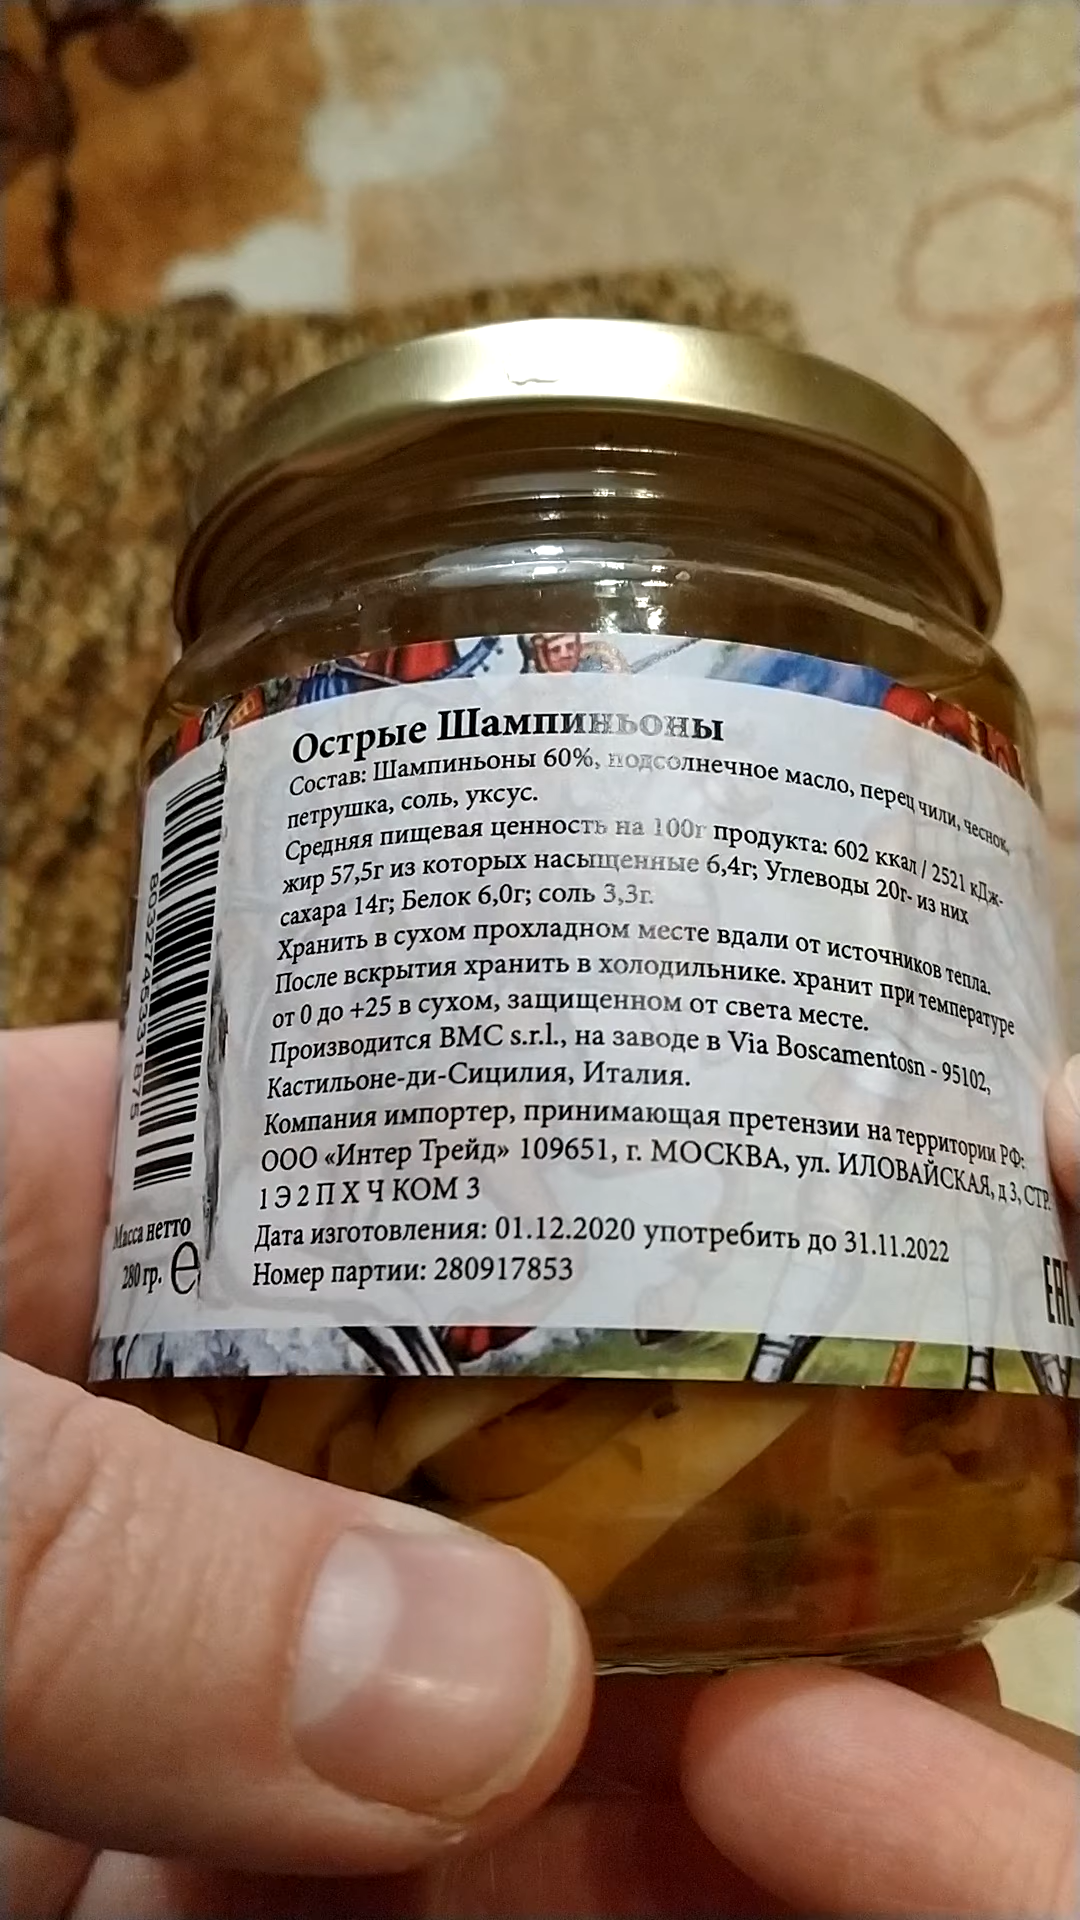 Острые Шампиньоны
Состав: Шампиньоны 60%, подсолнечное масло, перец чили, чеснок,
петрушка, соль, уксус.
Средняя пищевая ценность на 100г продукта: 602 ккал / 2521 кДж-
жир 57,5г из которых насыщенные 6,4г; Углеводы 20г- из них
сахара 14г; Белок 6,0г; соль 3,3г.
Хранить в сухом прохладном месте вдали от источников тепла.
После вскрытия хранить в холодильнике. хранит при температуре
от 0 до +25 в сухом, защищенном от света месте.
Производится BMC s.r.l., на заводе в Via Boscamentosn - 95102,
Кастильоне-ди-Сицилия, Италия.
Компания импортер, принимающая претензии на территории РФ:
ООО «Интер Трейд» 109651, г. МОСКВА, ул. ИЛОВАЙСКАЯ, д 3, СТР.
1 Э 2 П Х Ч КОМ 3
Дата изготовления: 01.12.2020 употребить до 31.11.2022
Номер партии: 280917853
Масса нетто
280 гр. e
EAC